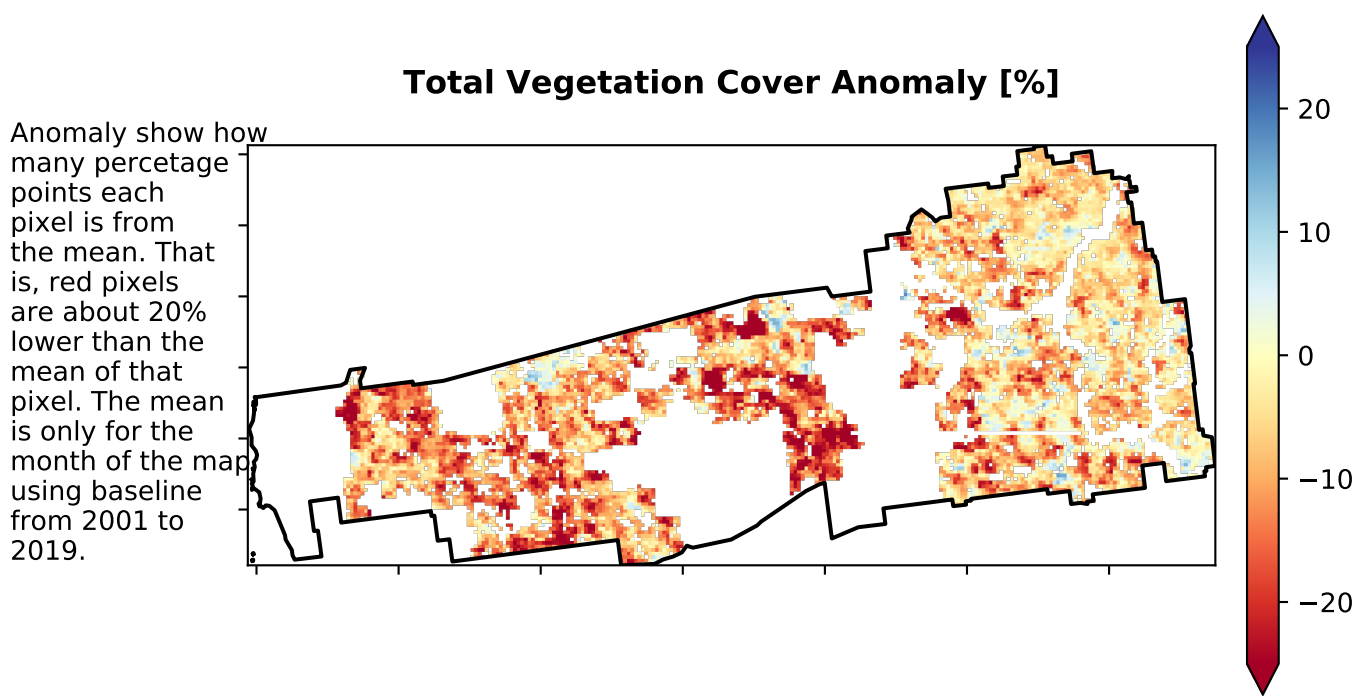 Total Vegetation Cover Anomaly [%]
Anomaly show how
many percetage
points each
pixel is from
the mean. That
is, red pixels
are about 20%
lower than the
mean of that
pixel. The mean
is only for the
month of the map
using baseline
from 2001 to
2019.
20
10
0
−10
−20